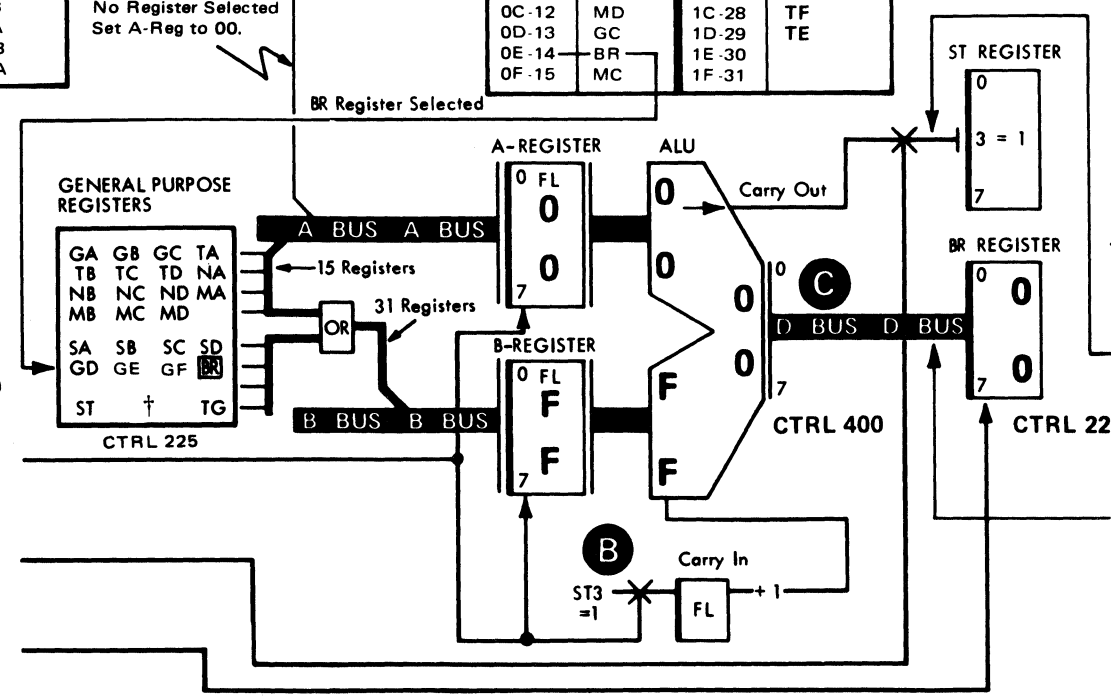 No Register Selected
Set A-Reg to 00.
A
B
A
0C-12 MD 1C-28 TF
0D-13 GC 1D-29 TE
0E-14 BR 1E-30
0F-15 MC 1F-31
BR Register Selected
ST REGISTER
0
3 = 1
7
A-REGISTER
0 FL
0
0
7
ALU
0
0
Carry Out
GENERAL PURPOSE
REGISTERS
GA GB GC TA
TB TC TD NA
NB NC ND MA
MB MC MD
SA SB SC SD
GD GE GF BR
ST † TG
CTRL 225
A BUS A BUS
15 Registers
31 Registers
OR
B BUS B BUS
B-REGISTER
0 FL
F
F
7
F
F
0
0
0
7
C
D BUS D BUS
CTRL 400
BR REGISTER
0
0
0
7
CTRL 22
B
ST3
=1
Carry In
FL
+ 1